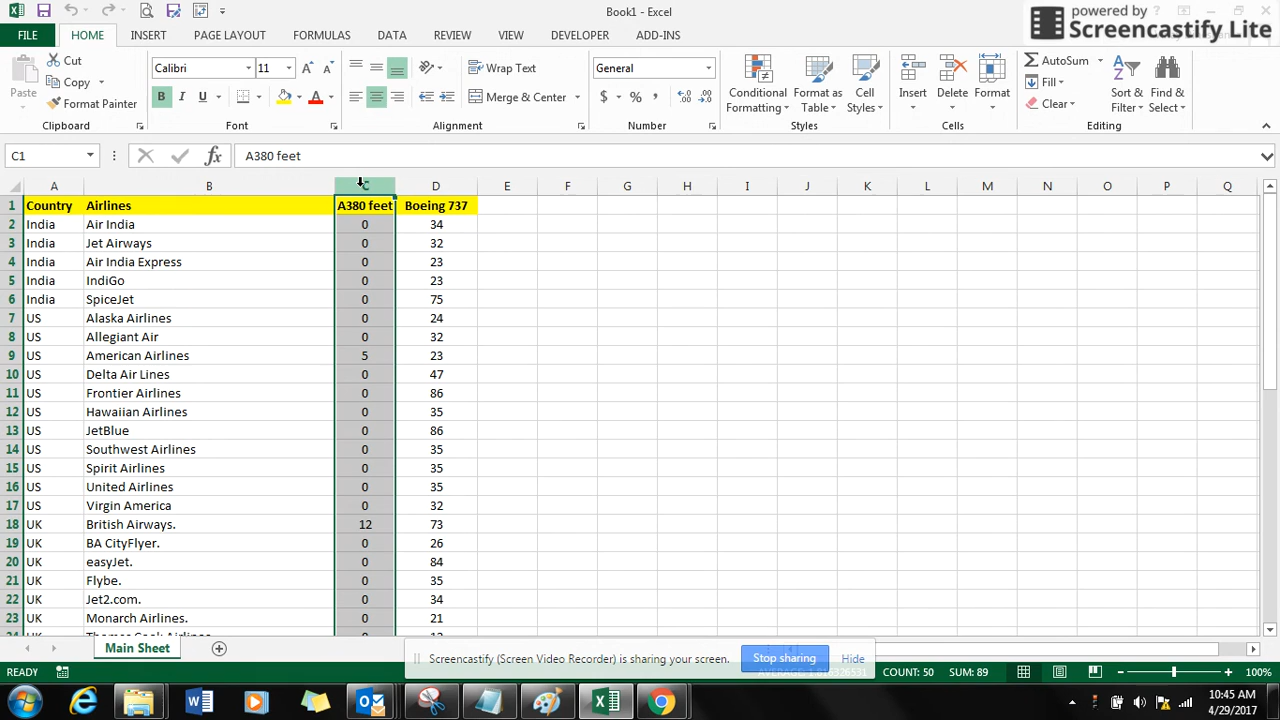 Book1 - Excel
powered by
Screencastify Lite
FILE HOME INSERT PAGE LAYOUT FORMULAS DATA REVIEW VIEW DEVELOPER ADD-INS
Paste
Cut
Copy
Format Painter
Clipboard
Calibri 11
B I U
Font
Wrap Text
Merge & Center
Alignment
General
$ % ,
Number
Conditional Formatting
Format as Table
Cell Styles
Styles
Insert Delete Format
Cells
AutoSum
Fill
Clear
Sort & Filter
Find & Select
Editing
C1 fx A380 feet
A B C D E F G H I J K L M N O P Q
1 Country Airlines A380 feet Boeing 737
2 India Air India 0 34
3 India Jet Airways 0 32
4 India Air India Express 0 23
5 India IndiGo 0 23
6 India SpiceJet 0 75
7 US Alaska Airlines 0 24
8 US Allegiant Air 0 32
9 US American Airlines 5 23
10 US Delta Air Lines 0 47
11 US Frontier Airlines 0 86
12 US Hawaiian Airlines 0 35
13 US JetBlue 0 86
14 US Southwest Airlines 0 35
15 US Spirit Airlines 0 35
16 US United Airlines 0 35
17 US Virgin America 0 32
18 UK British Airways. 12 73
19 UK BA CityFlyer. 0 26
20 UK easyJet. 0 84
21 UK Flybe. 0 35
22 UK Jet2.com. 0 34
23 UK Monarch Airlines. 0 21
Main Sheet
Screencastify (Screen Video Recorder) is sharing your screen. Stop sharing Hide
READY COUNT: 50 SUM: 89 100%
10:45 AM
4/29/2017